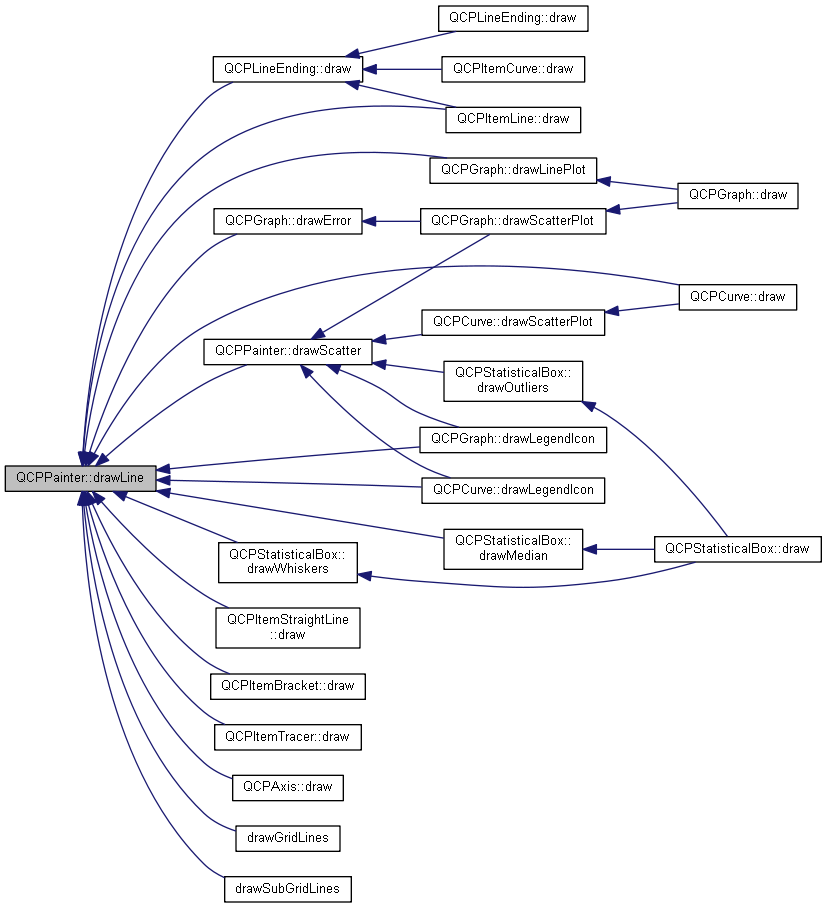 QCPLineEnding::draw
QCPLineEnding::draw
QCPItemCurve::draw
QCPItemLine::draw
QCPGraph::drawLinePlot
QCPGraph::draw
QCPGraph::drawError
QCPGraph::drawScatterPlot
QCPCurve::draw
QCPCurve::drawScatterPlot
QCPPainter::drawScatter
QCPStatisticalBox::
drawOutliers
QCPGraph::drawLegendIcon
QCPPainter::drawLine
QCPCurve::drawLegendIcon
QCPStatisticalBox::
drawMedian
QCPStatisticalBox::draw
QCPStatisticalBox::
drawWhiskers
QCPItemStraightLine
::draw
QCPItemBracket::draw
QCPItemTracer::draw
QCPAxis::draw
drawGridLines
drawSubGridLines